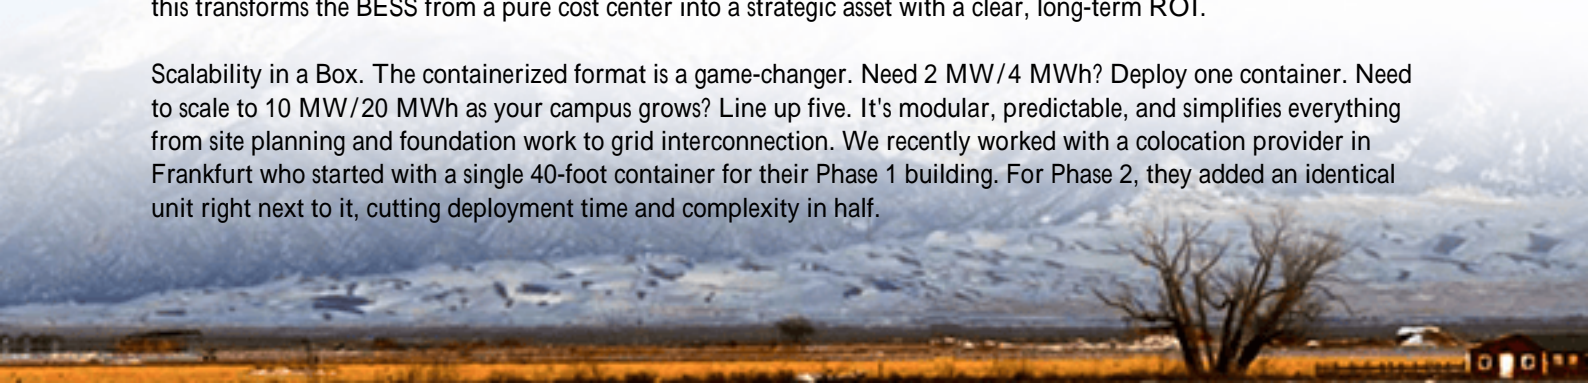 this transforms the BESS from a pure cost center into a strategic asset with a clear, long-term ROI.
Scalability in a Box. The containerized format is a game-changer. Need 2 MW/4 MWh? Deploy one container. Need
to scale to 10 MW/20 MWh as your campus grows? Line up five. It's modular, predictable, and simplifies everything
from site planning and foundation work to grid interconnection. We recently worked with a colocation provider in
Frankfurt who started with a single 40-foot container for their Phase 1 building. For Phase 2, they added an identical
unit right next to it, cutting deployment time and complexity in half.